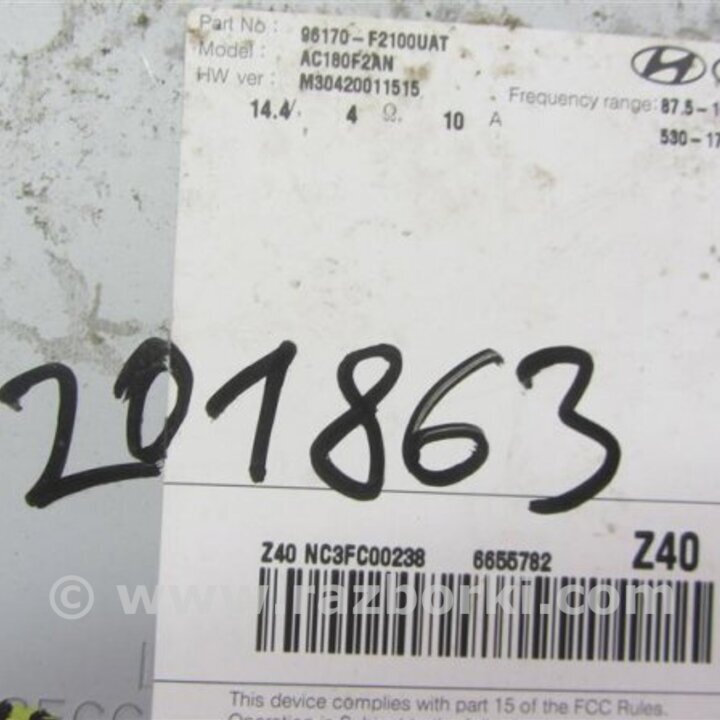 Part No : 96170-F2100UAT
Model : AC180F2AN
HW ver : M30420011515
Frequency range: 87.5-1
14.4 4 Ω 10 A
530-17
201863
Z40 NC3FC00238 6655782 Z40
© www.razborki.com
This device complies with part 15 of the FCC Rules.